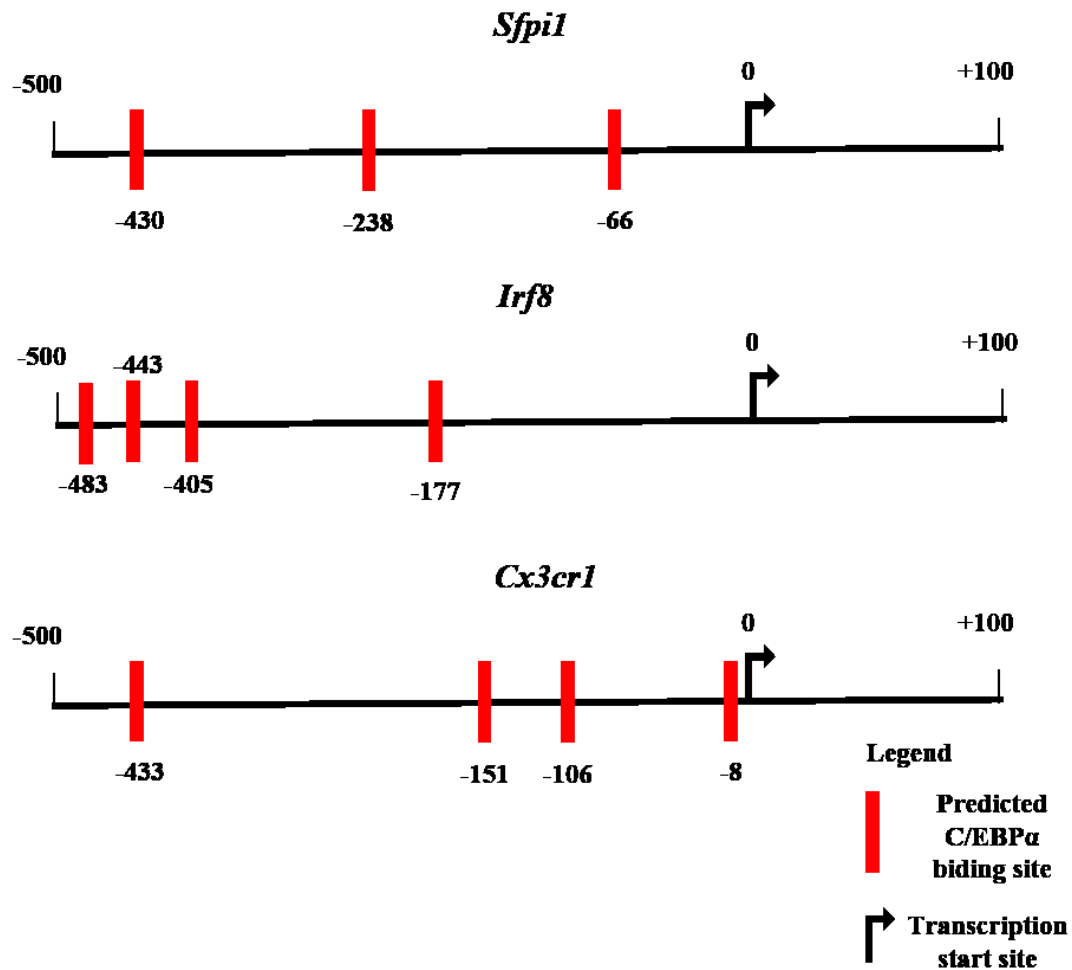 Sfpi1
-500
0
+100
-430
-238
-66
Irf8
-500
-443
0
+100
-483
-405
-177
Cx3cr1
-500
0
+100
-433
-151
-106
-8
Legend
Predicted
C/EBPα
biding site
Transcription
start site